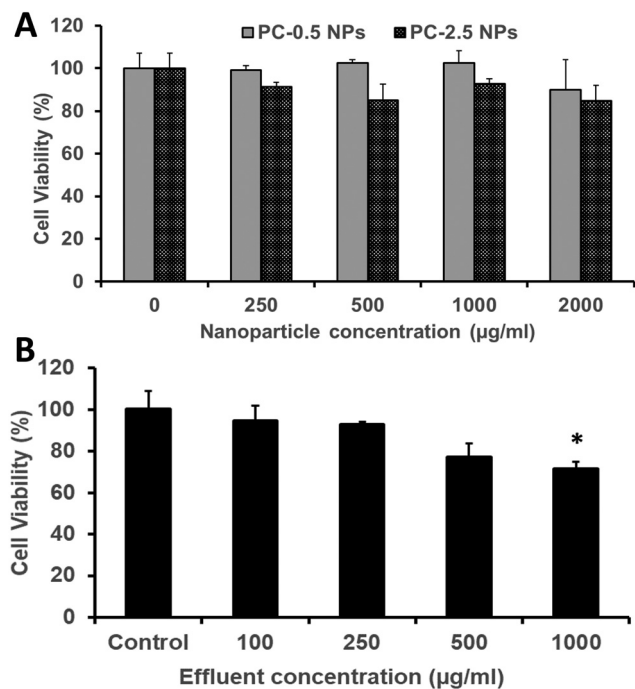 A
PC-0.5 NPs PC-2.5 NPs
Cell Viability (%)
120
100
80
60
40
20
0
0 250 500 1000 2000
Nanoparticle concentration (µg/ml)
B
Cell Viability (%)
120
100
80
60
40
20
0
*
Control 100 250 500 1000
Effluent concentration (µg/ml)